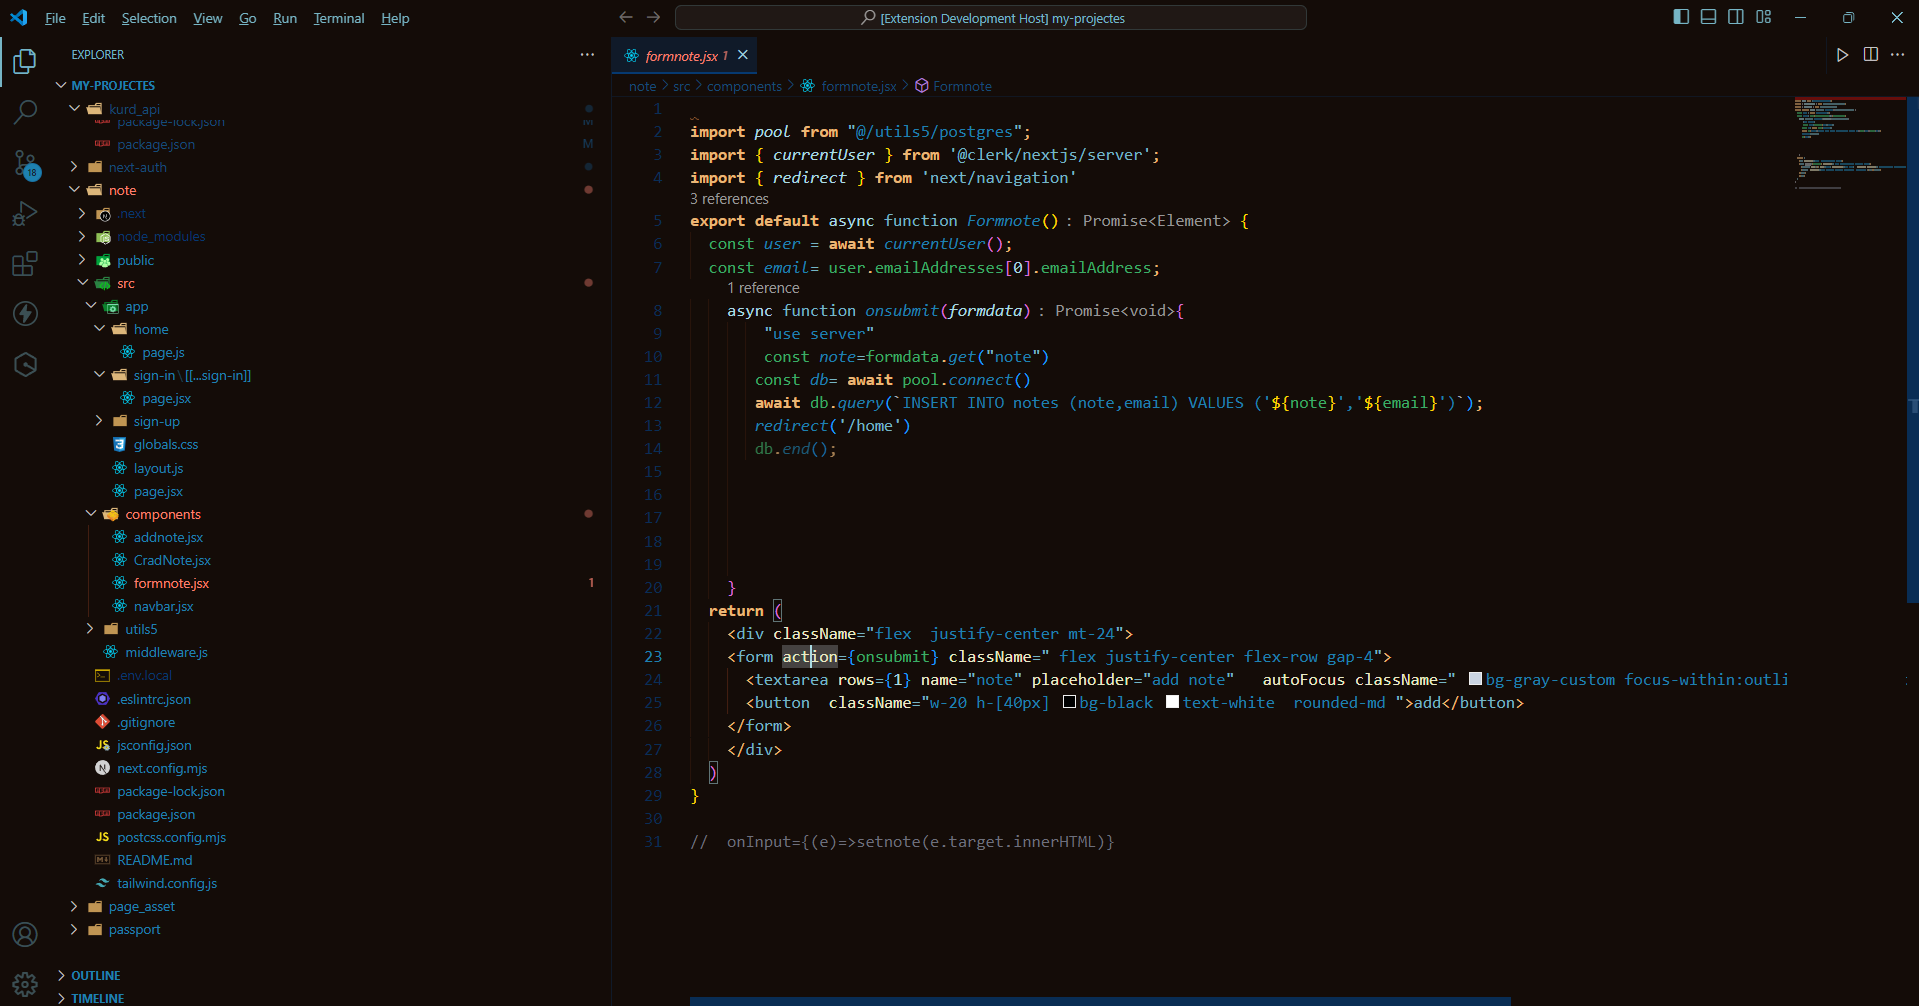 File Edit Selection View Go Run Terminal Help
[Extension Development Host] my-projectes
EXPLORER
MY-PROJECTES
kurd_api
package-lock.json M
package.json M
next-auth
note
.next
node_modules
public
src
app
home
page.js
sign-in \ [[...sign-in]]
page.jsx
sign-up
globals.css
layout.js
page.jsx
components
addnote.jsx
CradNote.jsx
formnote.jsx 1
navbar.jsx
utils5
middleware.js
.env.local
.eslintrc.json
.gitignore
jsconfig.json
next.config.mjs
package-lock.json
package.json
postcss.config.mjs
README.md
tailwind.config.js
page_asset
passport
OUTLINE
TIMELINE
18
formnote.jsx 1
note > src > components > formnote.jsx > Formnote
1
2 import pool from "@/utils5/postgres";
3 import { currentUser } from '@clerk/nextjs/server';
4 import { redirect } from 'next/navigation'
3 references
5 export default async function Formnote() : Promise<Element> {
6 const user = await currentUser();
7 const email= user.emailAddresses[0].emailAddress;
1 reference
8 async function onsubmit(formdata) : Promise<void>{
9 "use server"
10 const note=formdata.get("note")
11 const db= await pool.connect()
12 await db.query(`INSERT INTO notes (note,email) VALUES ('${note}','${email}')`);
13 redirect('/home')
14 db.end();
15
16
17
18
19
20 }
21 return (
22 <div className="flex  justify-center mt-24">
23 <form action={onsubmit} className=" flex justify-center flex-row gap-4">
24 <textarea rows={1} name="note" placeholder="add note"   autoFocus className=" bg-gray-custom focus-within:outli
25 <button  className="w-20 h-[40px] bg-black text-white  rounded-md ">add</button>
26 </form>
27 </div>
28 )
29 }
30
31 //  onInput={(e)=>setnote(e.target.innerHTML)}